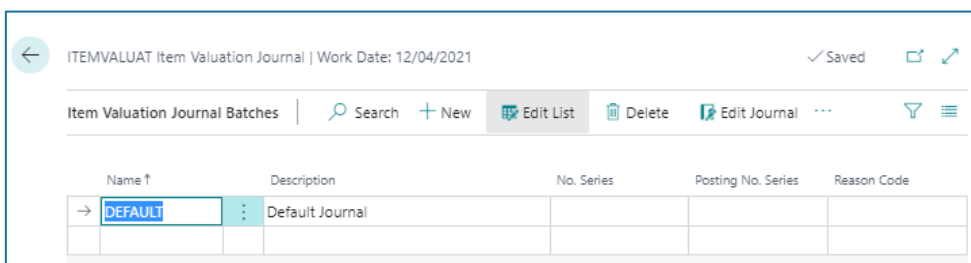 ITEMVALUAT Item Valuation Journal | Work Date: 12/04/2021 Saved
Item Valuation Journal Batches Search New Edit List Delete Edit Journal ...
Name Description No. Series Posting No. Series Reason Code
DEFAULT Default Journal